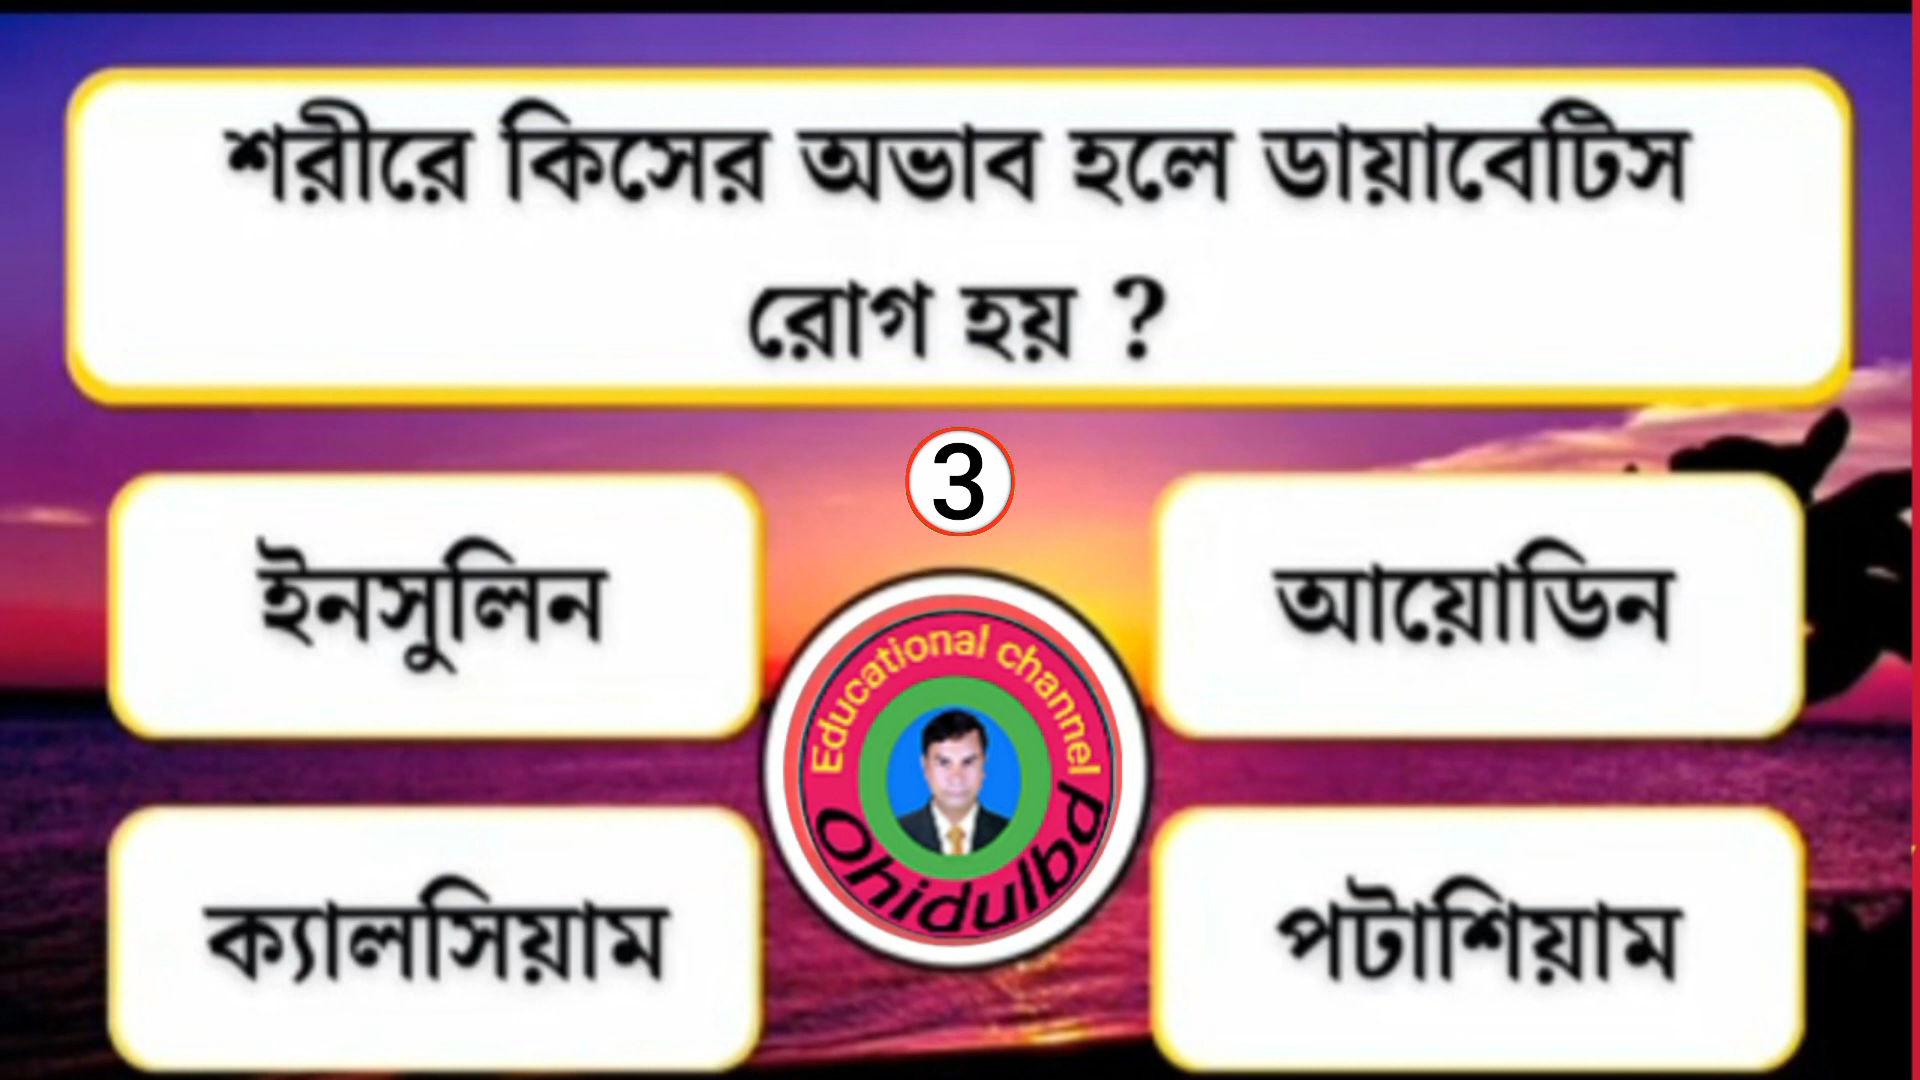 শরীরে কিসের অভাব হলে ডায়াবেটিস
রোগ হয় ?
3
ইনসুলিন
আয়োডিন
Educational channel
Ohidulbd
ক্যালসিয়াম
পটাশিয়াম